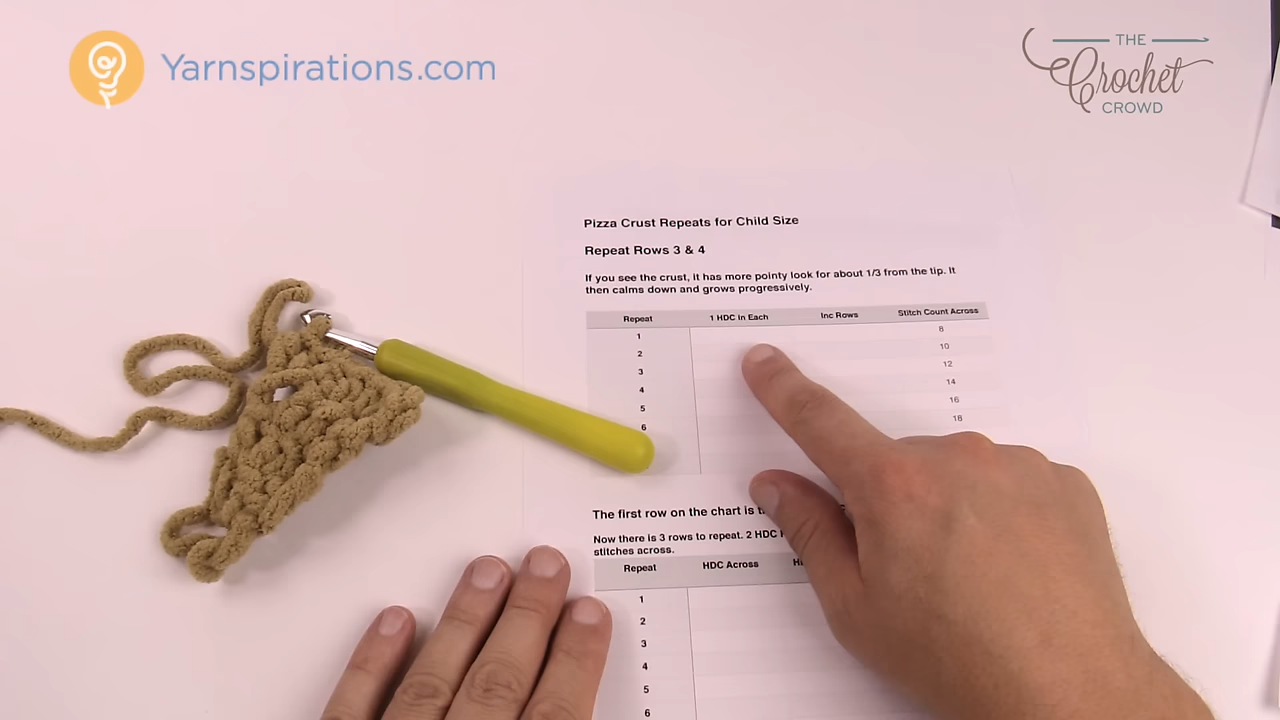 Yarnspirations.com
THE
Crochet
CROWD
Pizza Crust Repeats for Child Size
Repeat Rows 3 & 4
If you see the crust, it has more pointy look for about 1/3 from the tip. It
then calms down and grows progressively.
Repeat 1 HDC in Each Inc Rows Stitch Count Across
1 8
2 10
3 12
4 14
5 16
6 18
The first row on the chart is
Now there is 3 rows to repeat. 2 HDC
stitches across.
Repeat HDC Across
1
2
3
4
5
6